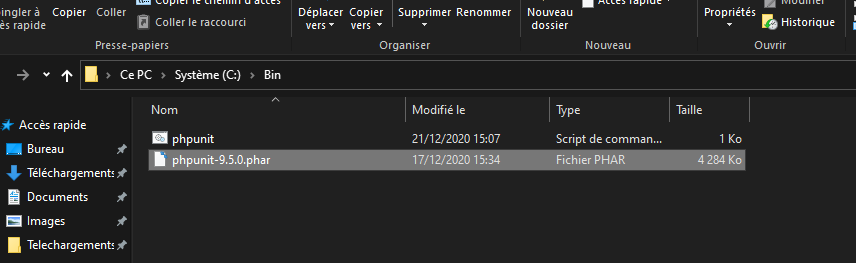 Épingler à Copier Coller
Accès rapide
Copier le chemin d'accès
Coller le raccourci
Déplacer vers
Copier vers
Supprimer Renommer
Nouveau dossier
Accès rapide
Propriétés
Modifier
Historique
Presse-papiers Organiser Nouveau Ouvrir
Ce PC Système (C:) Bin
Nom Modifié le Type Taille
Accès rapide
phpunit 21/12/2020 15:07 Script de comman... 1 Ko
Bureau
phpunit-9.5.0.phar 17/12/2020 15:34 Fichier PHAR 4 284 Ko
Téléchargements
Documents
Images
Telechargements